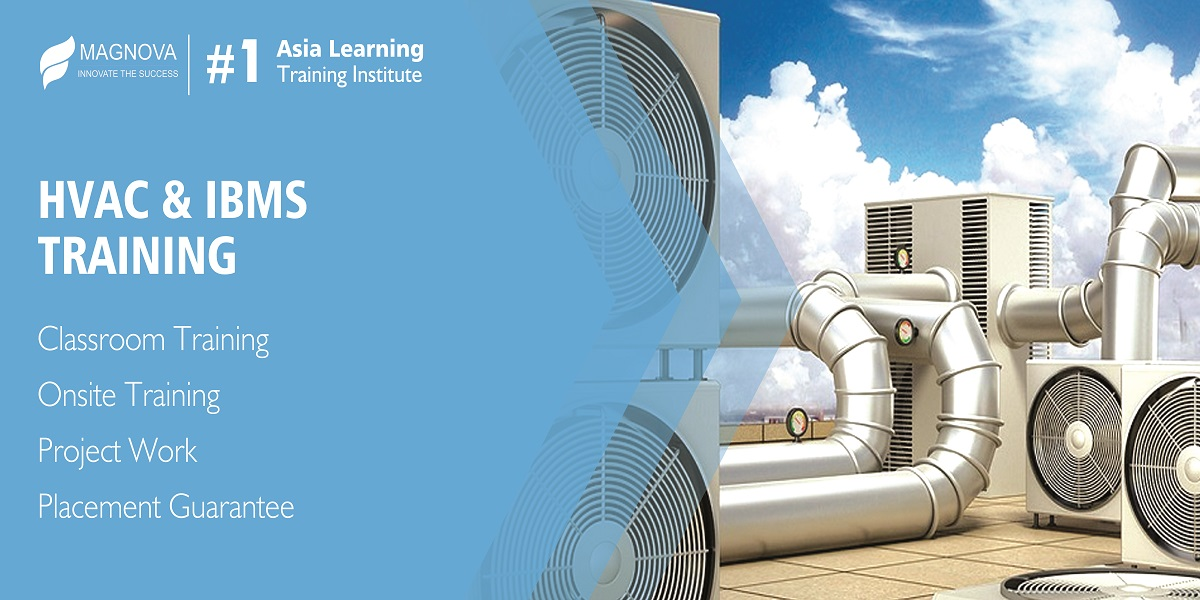 MAGNOVA
INNOVATE THE SUCCESS
#1
Asia Learning
Training Institute
HVAC & IBMS
TRAINING
Classroom Training
Onsite Training
Project Work
Placement Guarantee